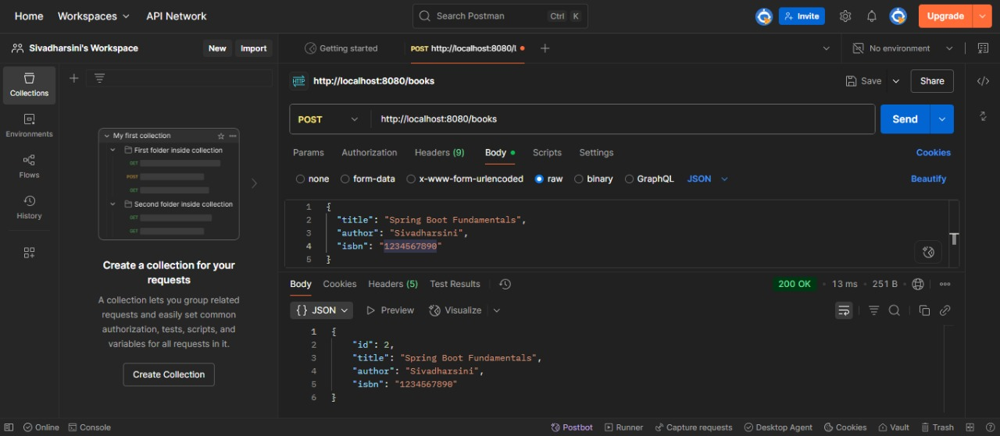 Home Workspaces API Network Search Postman Ctrl K Invite Upgrade
Sivadharsini's Workspace New Import Getting started POST http://localhost:8080/l No environment
Collections
Environments
Flows
History
My first collection
First folder inside collection
GET
POST
GET
Second folder inside collection
GET
GET
Create a collection for your
requests
A collection lets you group related
requests and easily set common
authorization, tests, scripts, and
variables for all requests in it.
Create Collection
HTTP http://localhost:8080/books Save Share
POST http://localhost:8080/books Send
Params Authorization Headers (9) Body Scripts Settings Cookies
none form-data x-www-form-urlencoded raw binary GraphQL JSON Beautify
1 {
2 "title": "Spring Boot Fundamentals",
3 "author": "Sivadharsini",
4 "isbn": "1234567890"
5 }
Body Cookies Headers (5) Test Results 200 OK 13 ms 251 B
{} JSON Preview Visualize
1 {
2 "id": 2,
3 "title": "Spring Boot Fundamentals",
4 "author": "Sivadharsini",
5 "isbn": "1234567890"
6 }
Online Console Postbot Runner Capture requests Desktop Agent Cookies Vault Trash